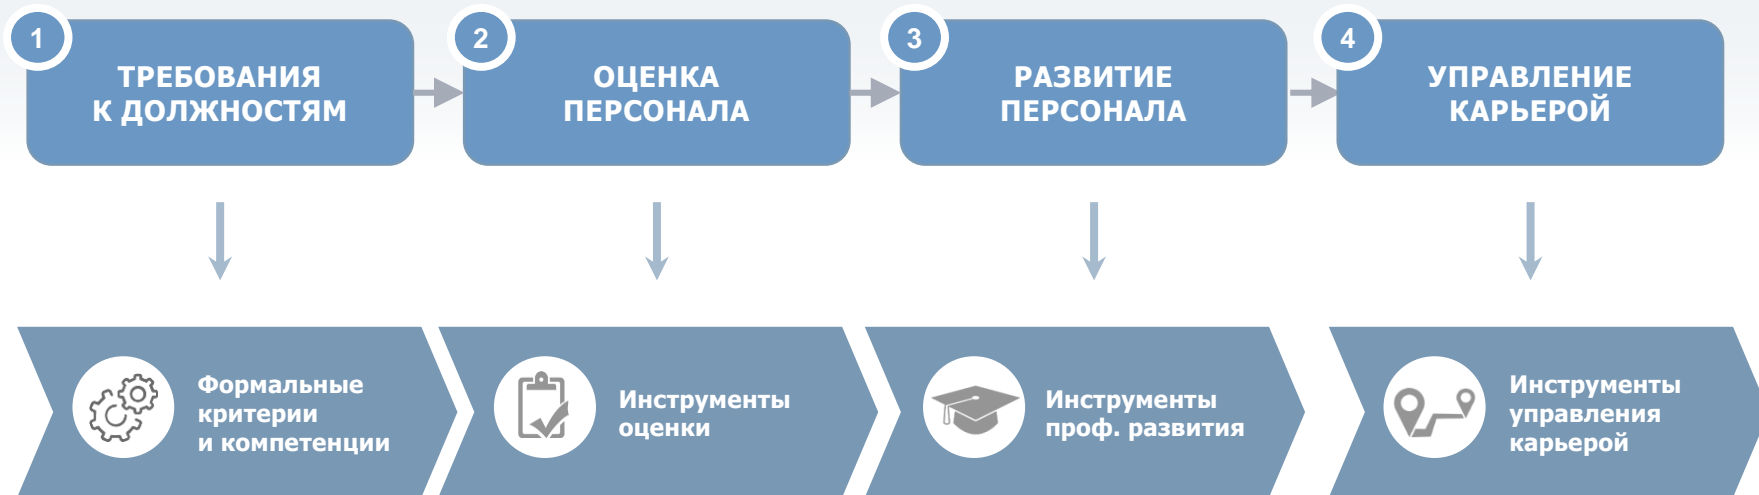 1
ТРЕБОВАНИЯ
К ДОЛЖНОСТЯМ
2
ОЦЕНКА
ПЕРСОНАЛА
3
РАЗВИТИЕ
ПЕРСОНАЛА
4
УПРАВЛЕНИЕ
КАРЬЕРОЙ
Формальные
критерии
и компетенции
Инструменты
оценки
Инструменты
проф. развития
Инструменты
управления
карьерой